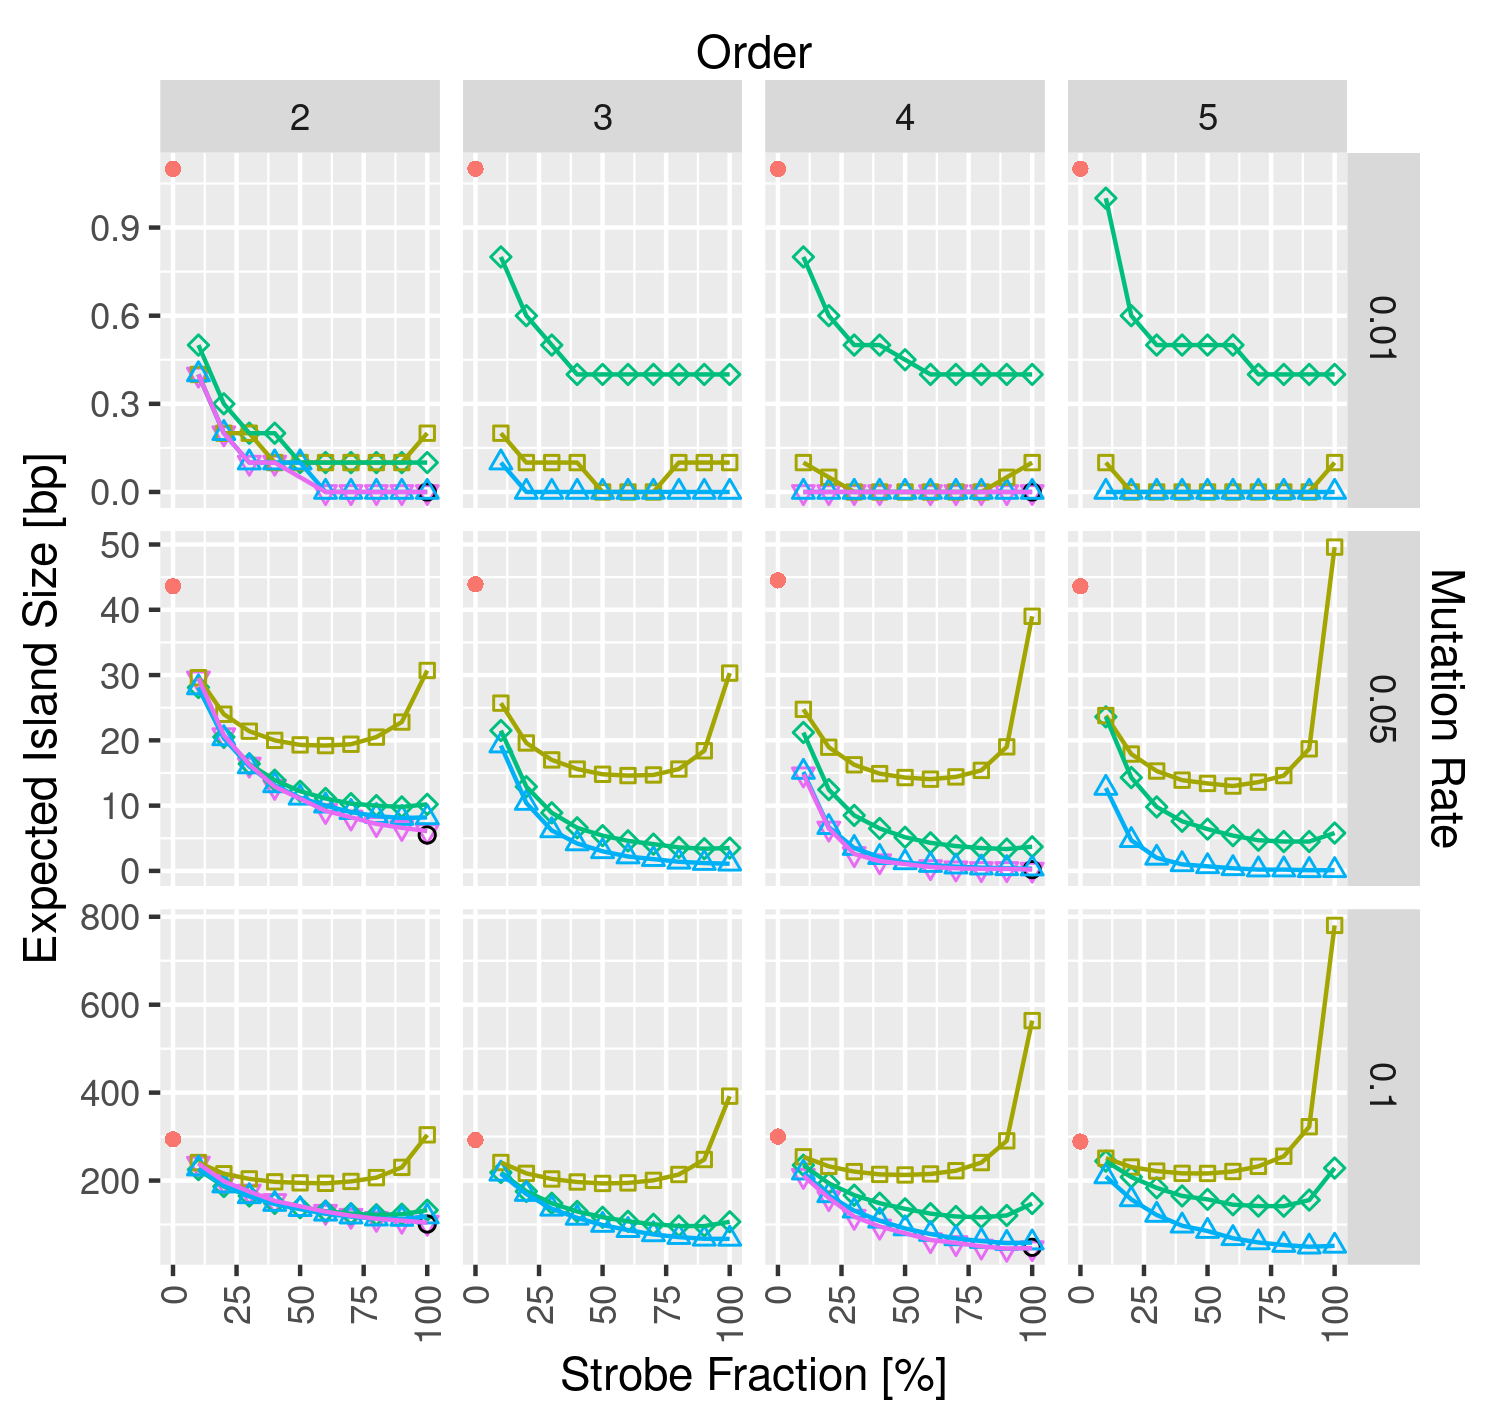 Order
2 3 4 5
0.9
0.6
0.3
0.0
0.01
50
40
30
20
10
0
0.05
800
600
400
200
0.1
Expected Island Size [bp]
Mutation Rate
0 25 50 75 100 0 25 50 75 100 0 25 50 75 100 0 25 50 75 100
Strobe Fraction [%]